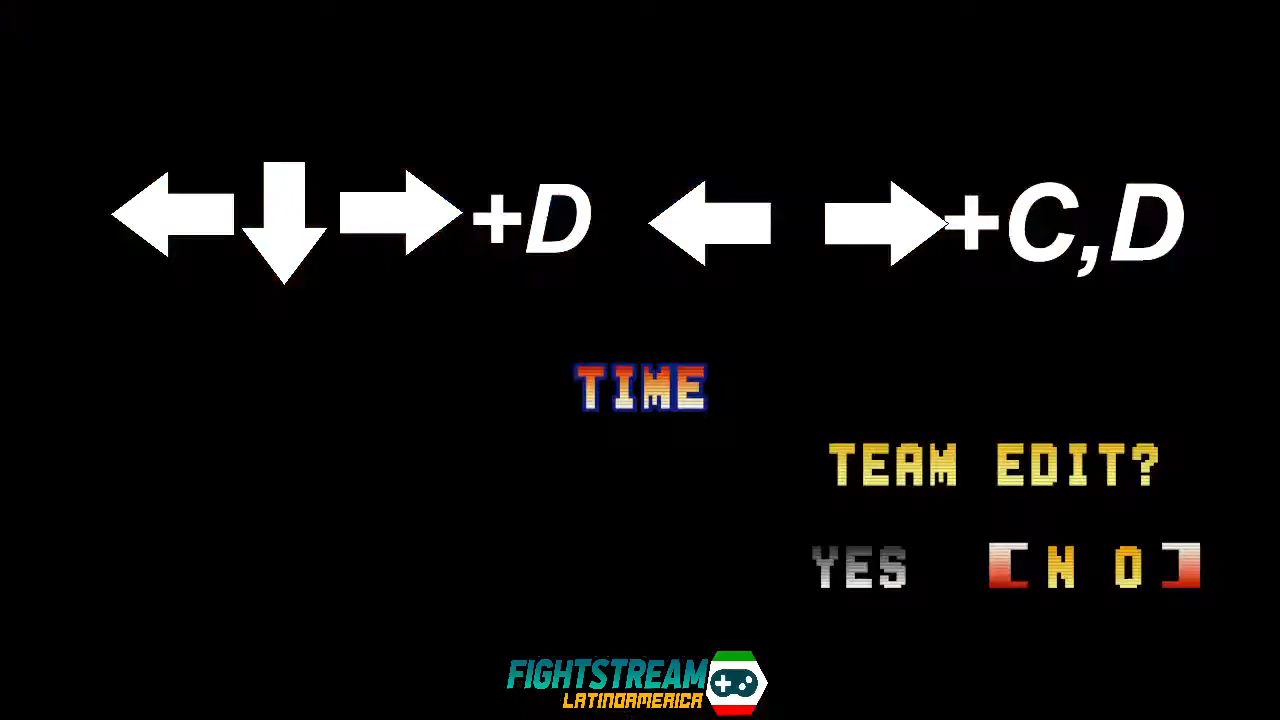 +D +C,D
TIME
TEAM EDIT?
YES [NO]
FIGHTSTREAM
LATINOAMERICA